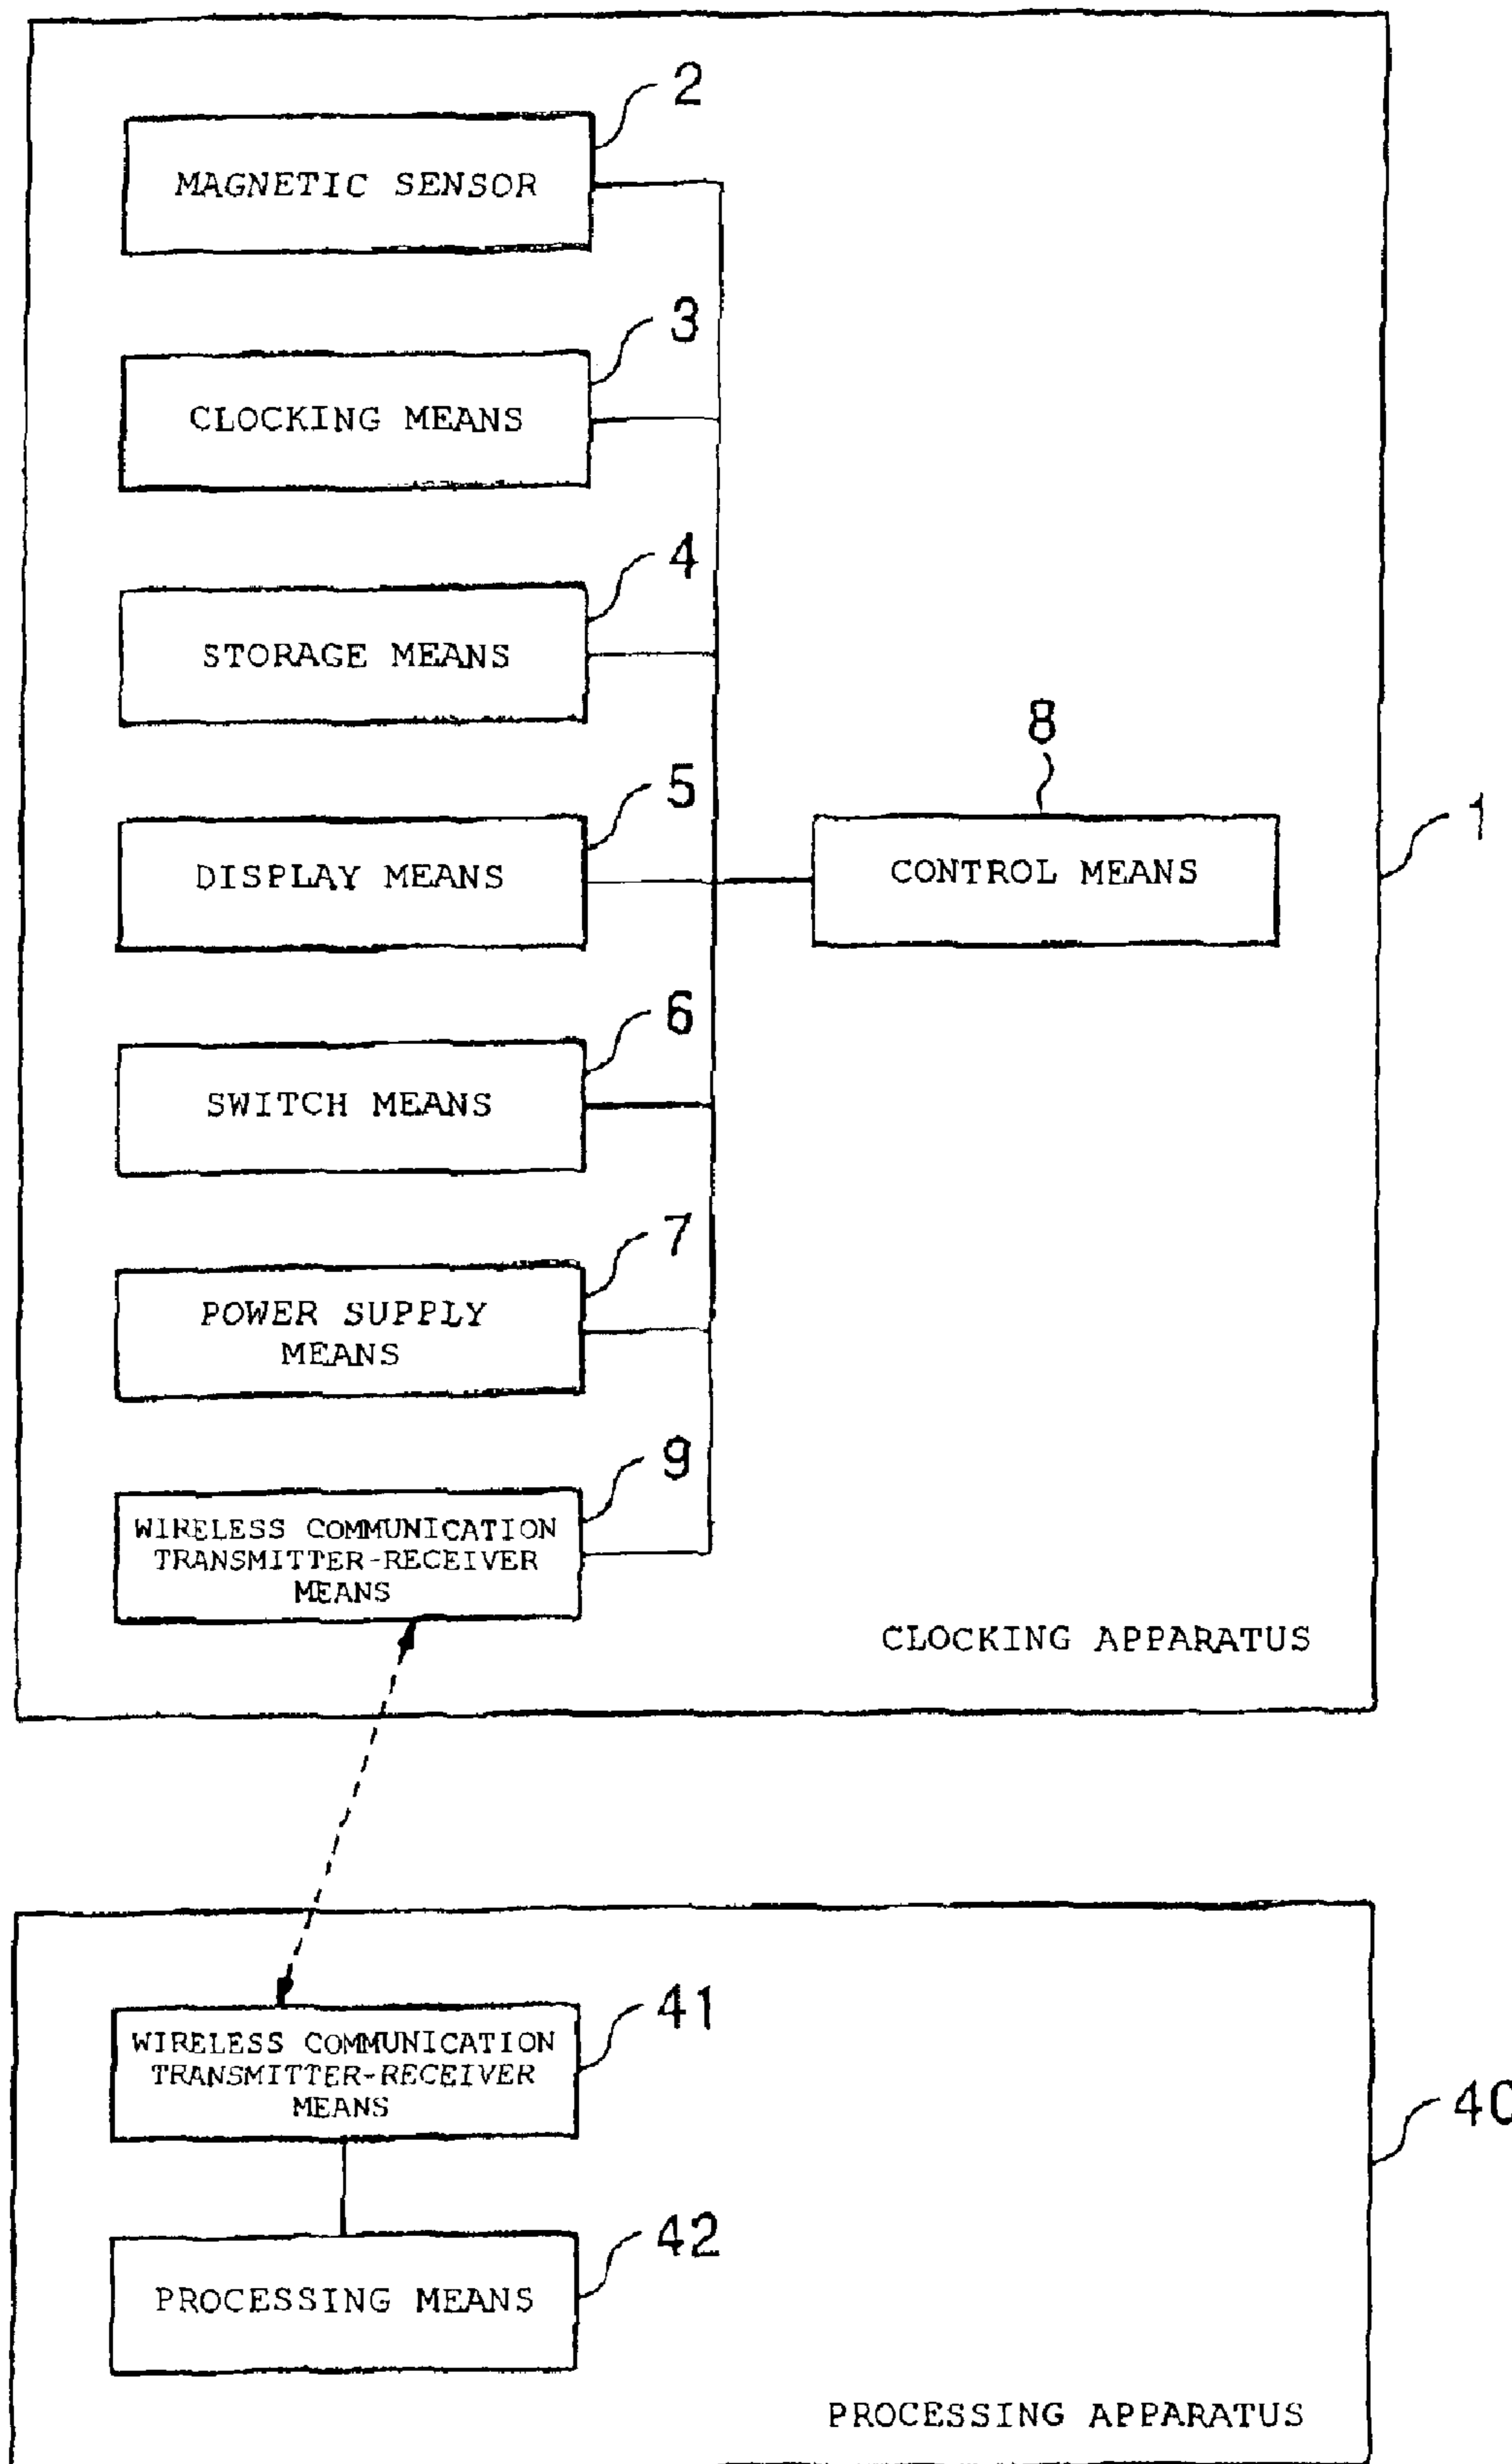 2
MAGNETIC SENSOR
3
CLOCKING MEANS
4
STORAGE MEANS
8
5
1
DISPLAY MEANS
CONTROL MEANS
6
SWITCH MEANS
7
POWER SUPPLY
MEANS
9
WIRELESS COMMUNICATION
TRANSMITTER-RECEIVER
MEANS
CLOCKING APPARATUS
41
WIRELESS COMMUNICATION
TRANSMITTER-RECEIVER
MEANS
40
42
PROCESSING MEANS
PROCESSING APPARATUS